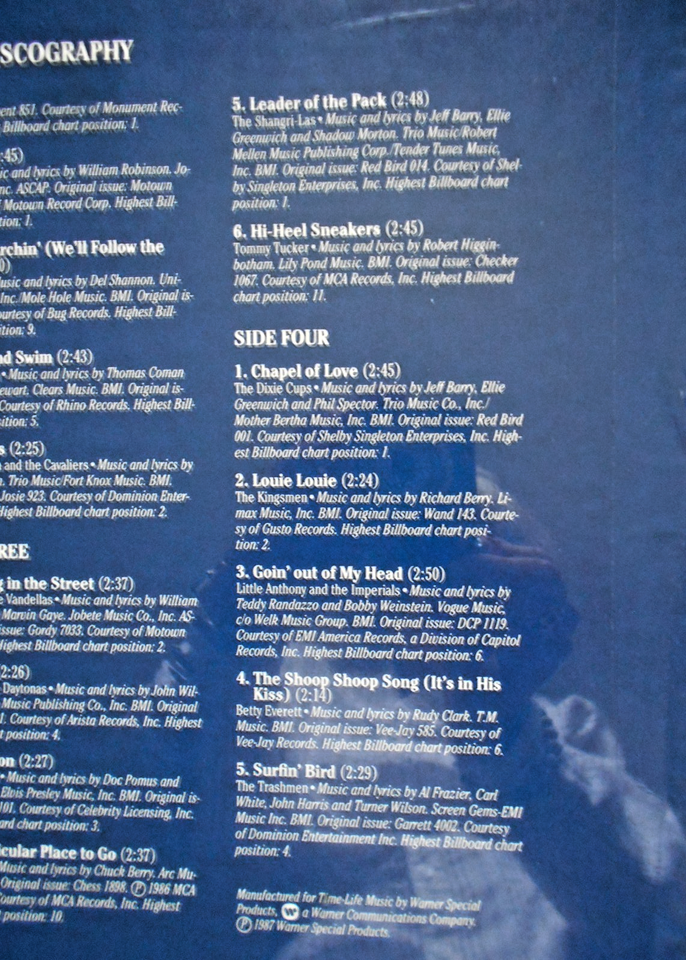 SCOGRAPHY
ent 851. Courtesy of Monument Rec-
Billboard chart position: 1.
:45)
ic and lyrics by William Robinson. Jo-
nc. ASCAP. Original issue: Motown
Motown Record Corp. Highest Bill-
tion: 1.
rchin' (We'll Follow the
0)
usic and lyrics by Del Shannon. Uni-
Inc./Mole Hole Music. BMI. Original is-
ourtesy of Bug Records. Highest Bill-
ition: 9.
nd Swim (2:43)
• Music and lyrics by Thomas Coman
ewart. Clears Music. BMI. Original is-
Courtesy of Rhino Records. Highest Bill-
sition: 5.
s (2:25)
and the Cavaliers • Music and lyrics by
n. Trio Music/Fort Knox Music. BMI.
Josie 923. Courtesy of Dominion Enter-
Highest Billboard chart position: 2.
REE
g in the Street (2:37)
e Vandellas • Music and lyrics by William
Marvin Gaye. Jobete Music Co., Inc. AS-
issue: Gordy 7033. Courtesy of Motown
Highest Billboard chart position: 2.
(2:26)
Daytonas • Music and lyrics by John Wil-
Music Publishing Co., Inc. BMI. Original
1. Courtesy of Arista Records, Inc. Highest
t position: 4.
on (2:27)
• Music and lyrics by Doc Pomus and
Elvis Presley Music, Inc. BMI. Original is-
101. Courtesy of Celebrity Licensing, Inc.
ard chart position: 3.
icular Place to Go (2:37)
Music and lyrics by Chuck Berry. Arc Mu-
Original issue: Chess 1898. Ⓟ 1986 MCA
ourtesy of MCA Records, Inc. Highest
t position: 10.
5. Leader of the Pack (2:48)
The Shangri-Las • Music and lyrics by Jeff Barry, Ellie
Greenwich and Shadow Morton. Trio Music/Robert
Mellen Music Publishing Corp./Tender Tunes Music,
Inc. BMI. Original issue: Red Bird 014. Courtesy of Shel-
by Singleton Enterprises, Inc. Highest Billboard chart
position: 1.
6. Hi-Heel Sneakers (2:45)
Tommy Tucker • Music and lyrics by Robert Higgin-
botham. Lily Pond Music. BMI. Original issue: Checker
1067. Courtesy of MCA Records, Inc. Highest Billboard
chart position: 11.
SIDE FOUR
1. Chapel of Love (2:45)
The Dixie Cups • Music and lyrics by Jeff Barry, Ellie
Greenwich and Phil Spector. Trio Music Co., Inc./
Mother Bertha Music, Inc. BMI. Original issue: Red Bird
001. Courtesy of Shelby Singleton Enterprises, Inc. High-
est Billboard chart position: 1.
2. Louie Louie (2:24)
The Kingsmen • Music and lyrics by Richard Berry. Li-
max Music, Inc. BMI. Original issue: Wand 143. Courte-
sy of Gusto Records. Highest Billboard chart posi-
tion: 2.
3. Goin' out of My Head (2:50)
Little Anthony and the Imperials • Music and lyrics by
Teddy Randazzo and Bobby Weinstein. Vogue Music,
c/o Welk Music Group. BMI. Original issue: DCP 1119.
Courtesy of EMI America Records, a Division of Capitol
Records, Inc. Highest Billboard chart position: 6.
4. The Shoop Shoop Song (It's in His
Kiss) (2:14)
Betty Everett • Music and lyrics by Rudy Clark. T.M.
Music. BMI. Original issue: Vee-Jay 585. Courtesy of
Vee-Jay Records. Highest Billboard chart position: 6.
5. Surfin' Bird (2:29)
The Trashmen • Music and lyrics by Al Frazier, Carl
White, John Harris and Turner Wilson. Screen Gems-EMI
Music Inc. BMI. Original issue: Garrett 4002. Courtesy
of Dominion Entertainment Inc. Highest Billboard chart
position: 4.
Manufactured for Time-Life Music by Warner Special
Products, a Warner Communications Company.
Ⓟ 1987 Warner Special Products.